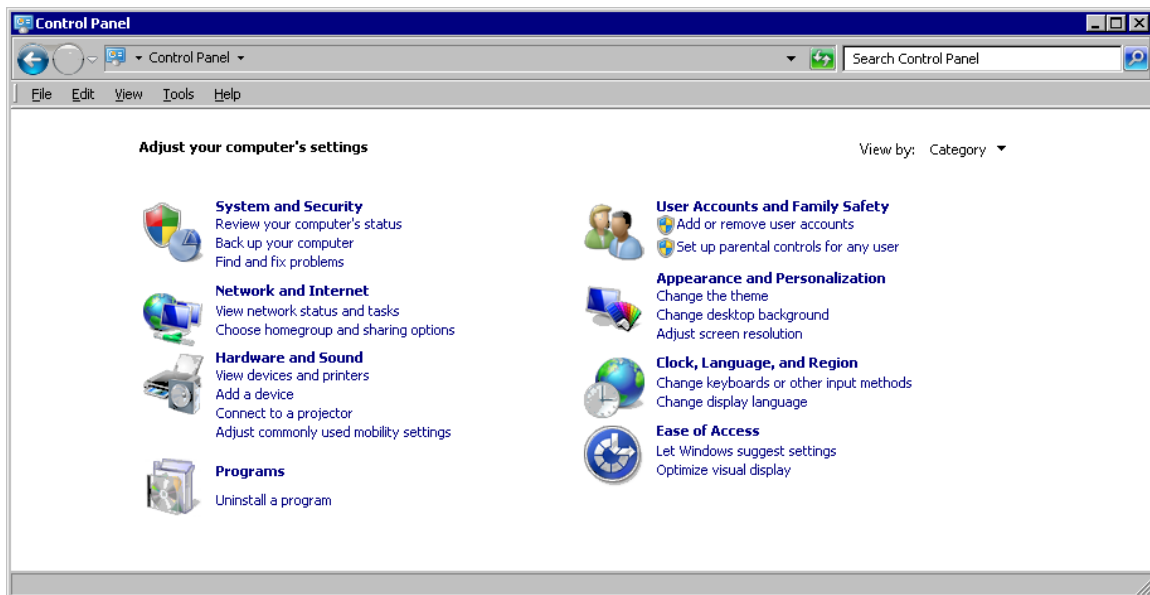 Control Panel
Control Panel
Search Control Panel
File Edit View Tools Help
Adjust your computer's settings
View by: Category
System and Security
Review your computer's status
Back up your computer
Find and fix problems
Network and Internet
View network status and tasks
Choose homegroup and sharing options
Hardware and Sound
View devices and printers
Add a device
Connect to a projector
Adjust commonly used mobility settings
Programs
Uninstall a program
User Accounts and Family Safety
Add or remove user accounts
Set up parental controls for any user
Appearance and Personalization
Change the theme
Change desktop background
Adjust screen resolution
Clock, Language, and Region
Change keyboards or other input methods
Change display language
Ease of Access
Let Windows suggest settings
Optimize visual display